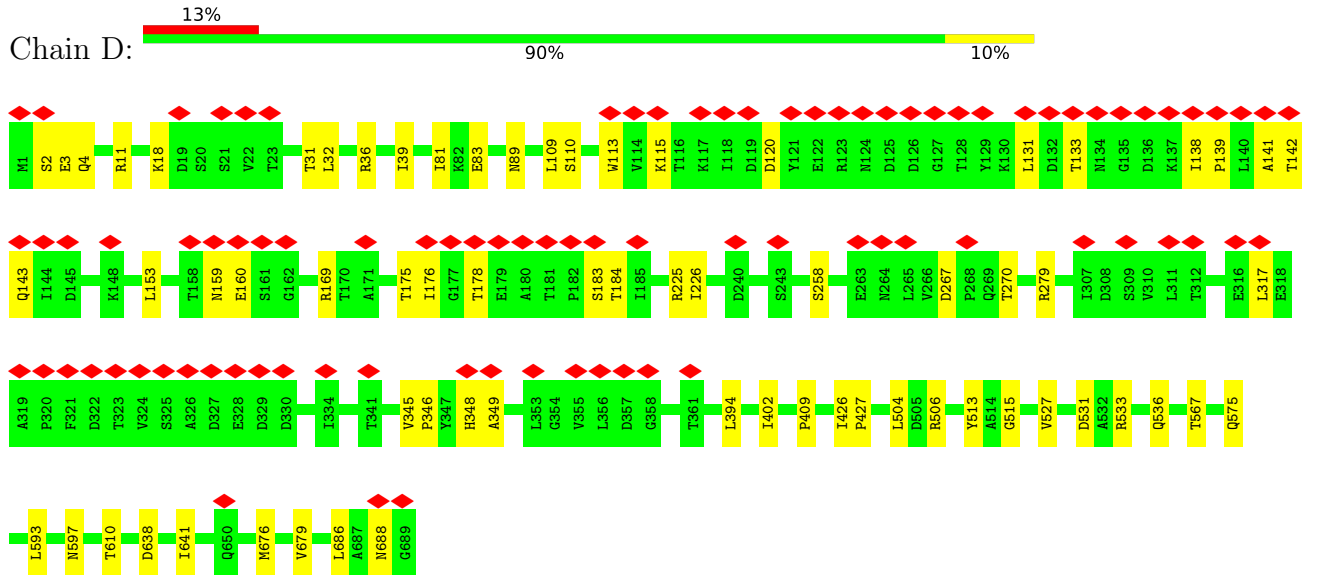 13%
Chain D:
90% 10%
M1 S2 E3 Q4 R11 K18 D19 S20 S21 V22 T23 T31 L32 R36 I39 I81 K82 E83 N89 L109 S110 W113 V114 K115 T116 K117 I118 D119 D120 Y121 E122 R123 N124 D125 D126 G127 T128 Y129 K130 L131 D132 T133 N134 G135 D136 K137 I138 P139 L140 A141 T142
Q143 I144 D145 K148 L153 T158 N159 E160 S161 G162 R169 T170 A171 T175 I176 G177 T178 E179 A180 T181 P182 S183 T184 I185 R225 I226 D240 S243 S258 E263 N264 L265 V266 D267 P268 Q269 T270 R279 I307 D308 S309 V310 L311 T312 E316 L317 E318
A319 P320 F321 D322 T323 V324 S325 A326 D327 E328 D329 D330 I334 T341 V345 P346 Y347 H348 A349 L353 G354 V355 L356 D357 G358 T361 L394 I402 P409 I426 P427 L504 D505 R506 Y513 A514 G515 V527 D531 A532 R533 Q536 T567 Q575
L593 N597 T610 D638 I641 Q650 M676 V679 L686 A687 N688 G689